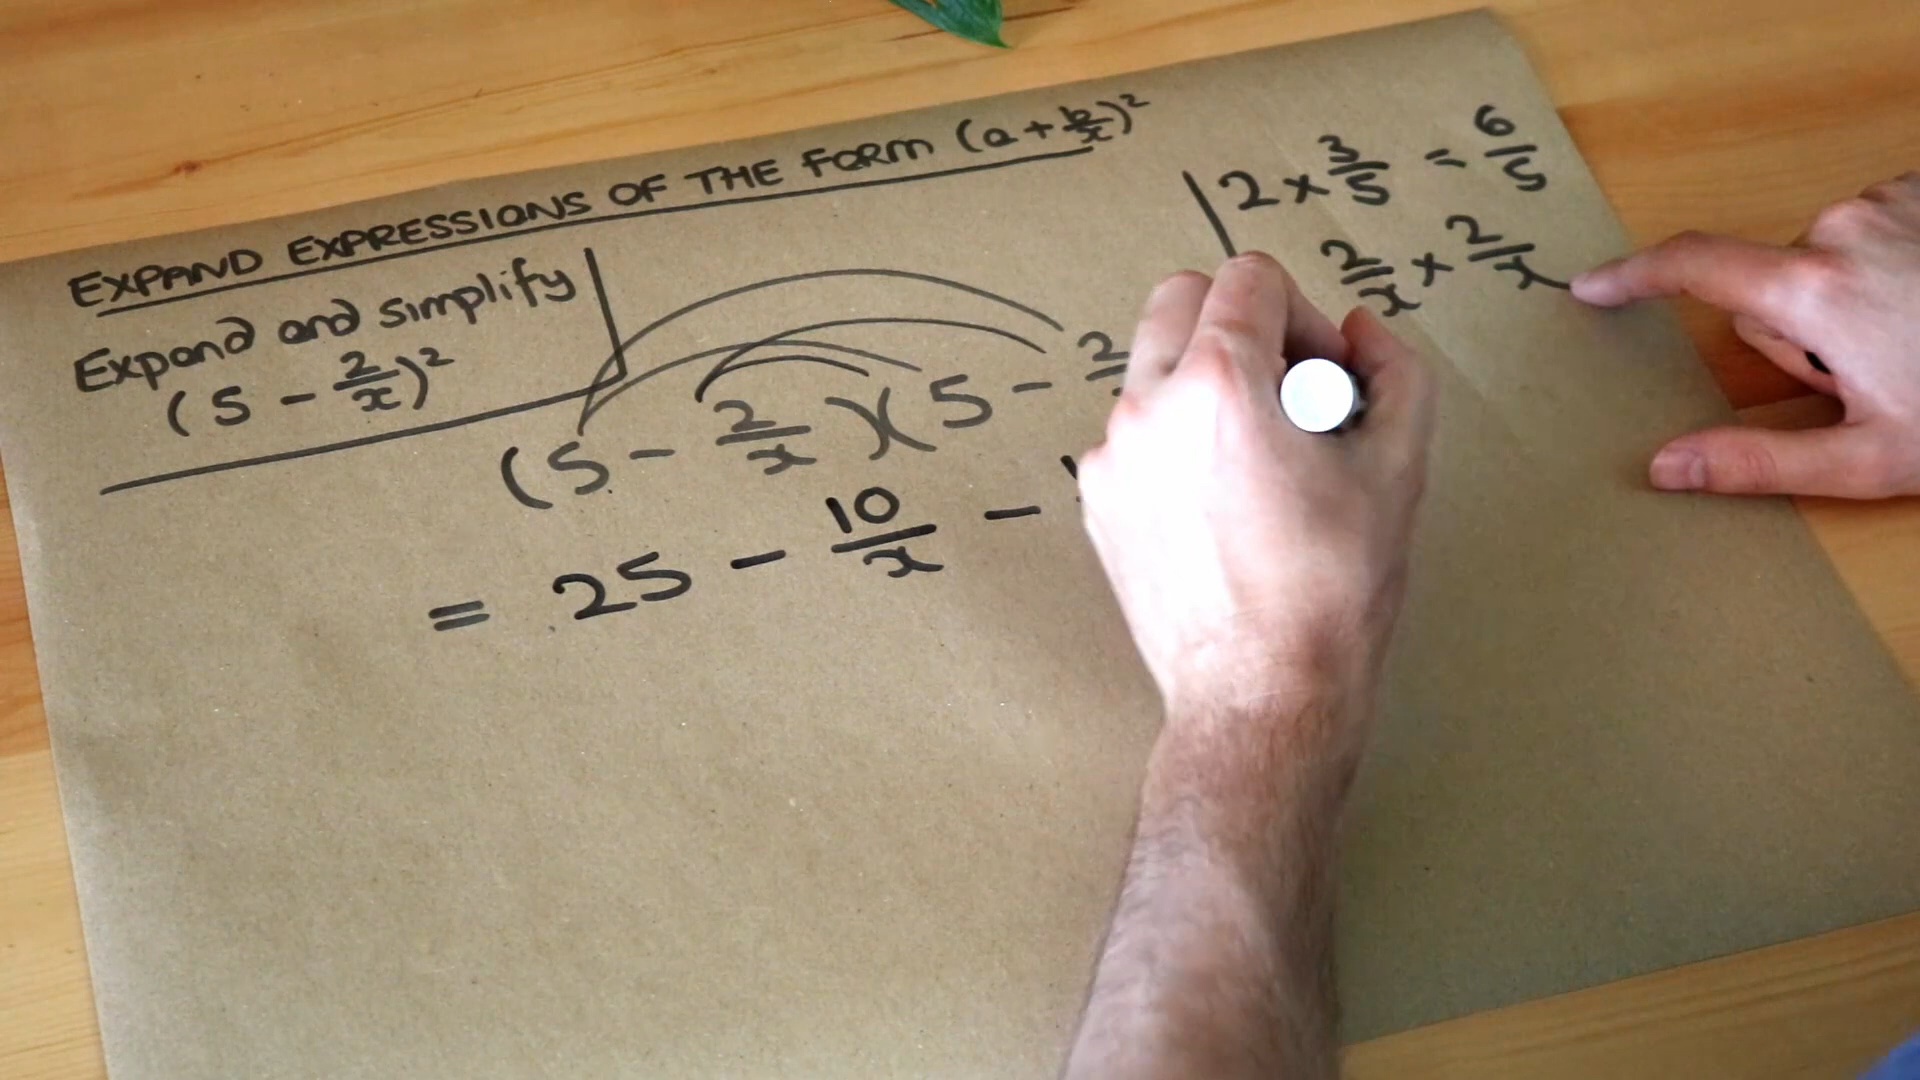 EXPAND EXPRESSIONS OF THE FORM (a + b/x)²
Expand and simplify
(5 - 2/x)²
(5 - 2/x)(5 - 2
= 25 - 10/x -
2 × 3/5 = 6/5
2/x × 2/x